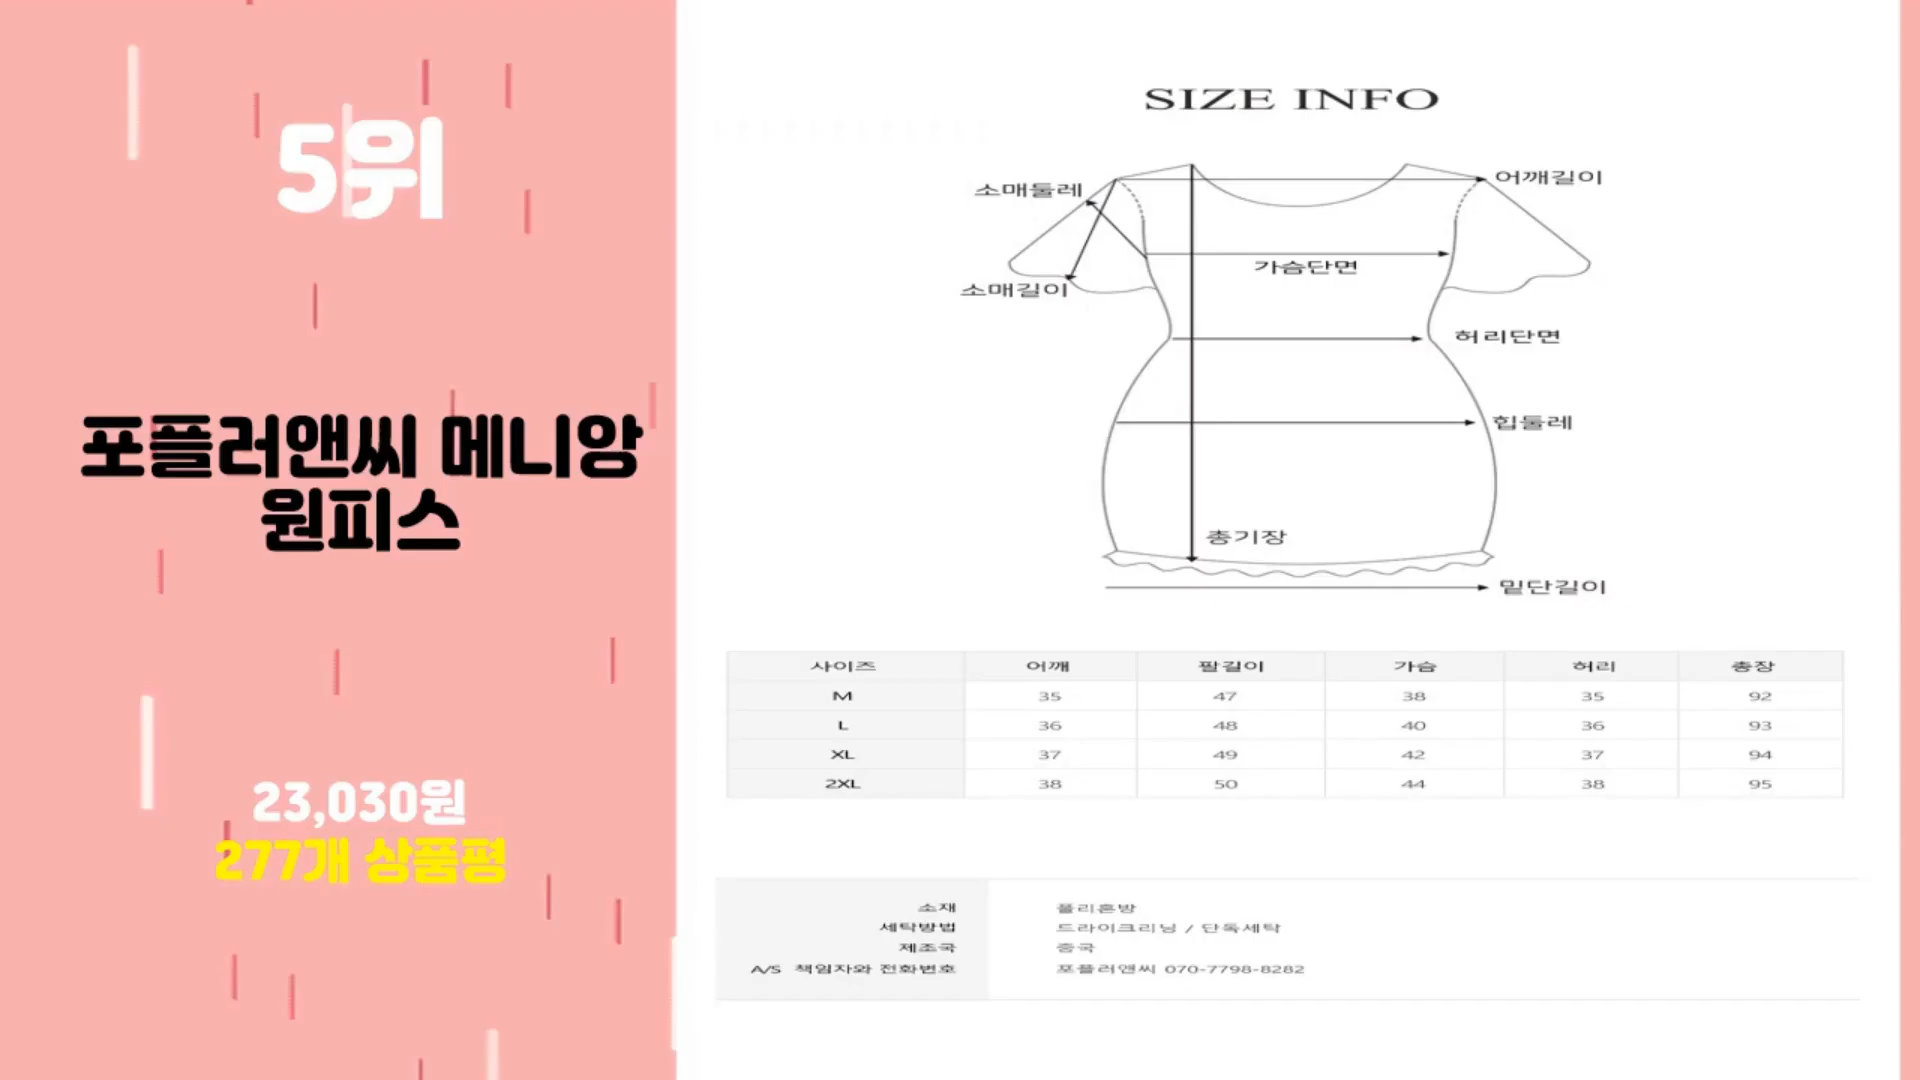 5위
포플러앤씨 메니앙
원피스
23,030원
277개 상품평
SIZE INFO
소매둘레
어깨길이
가슴단면
소매길이
허리단면
힙둘레
총기장
밑단길이
사이즈 어깨 팔길이 가슴 허리 총장
M 35 47 38 35 92
L 36 48 40 36 93
XL 37 49 42 37 94
2XL 38 50 44 38 95
소재 폴리혼방
세탁방법 드라이크리닝 / 단독세탁
제조국 중국
A/S 책임자와 전화번호 포플러앤씨 070-7798-8282